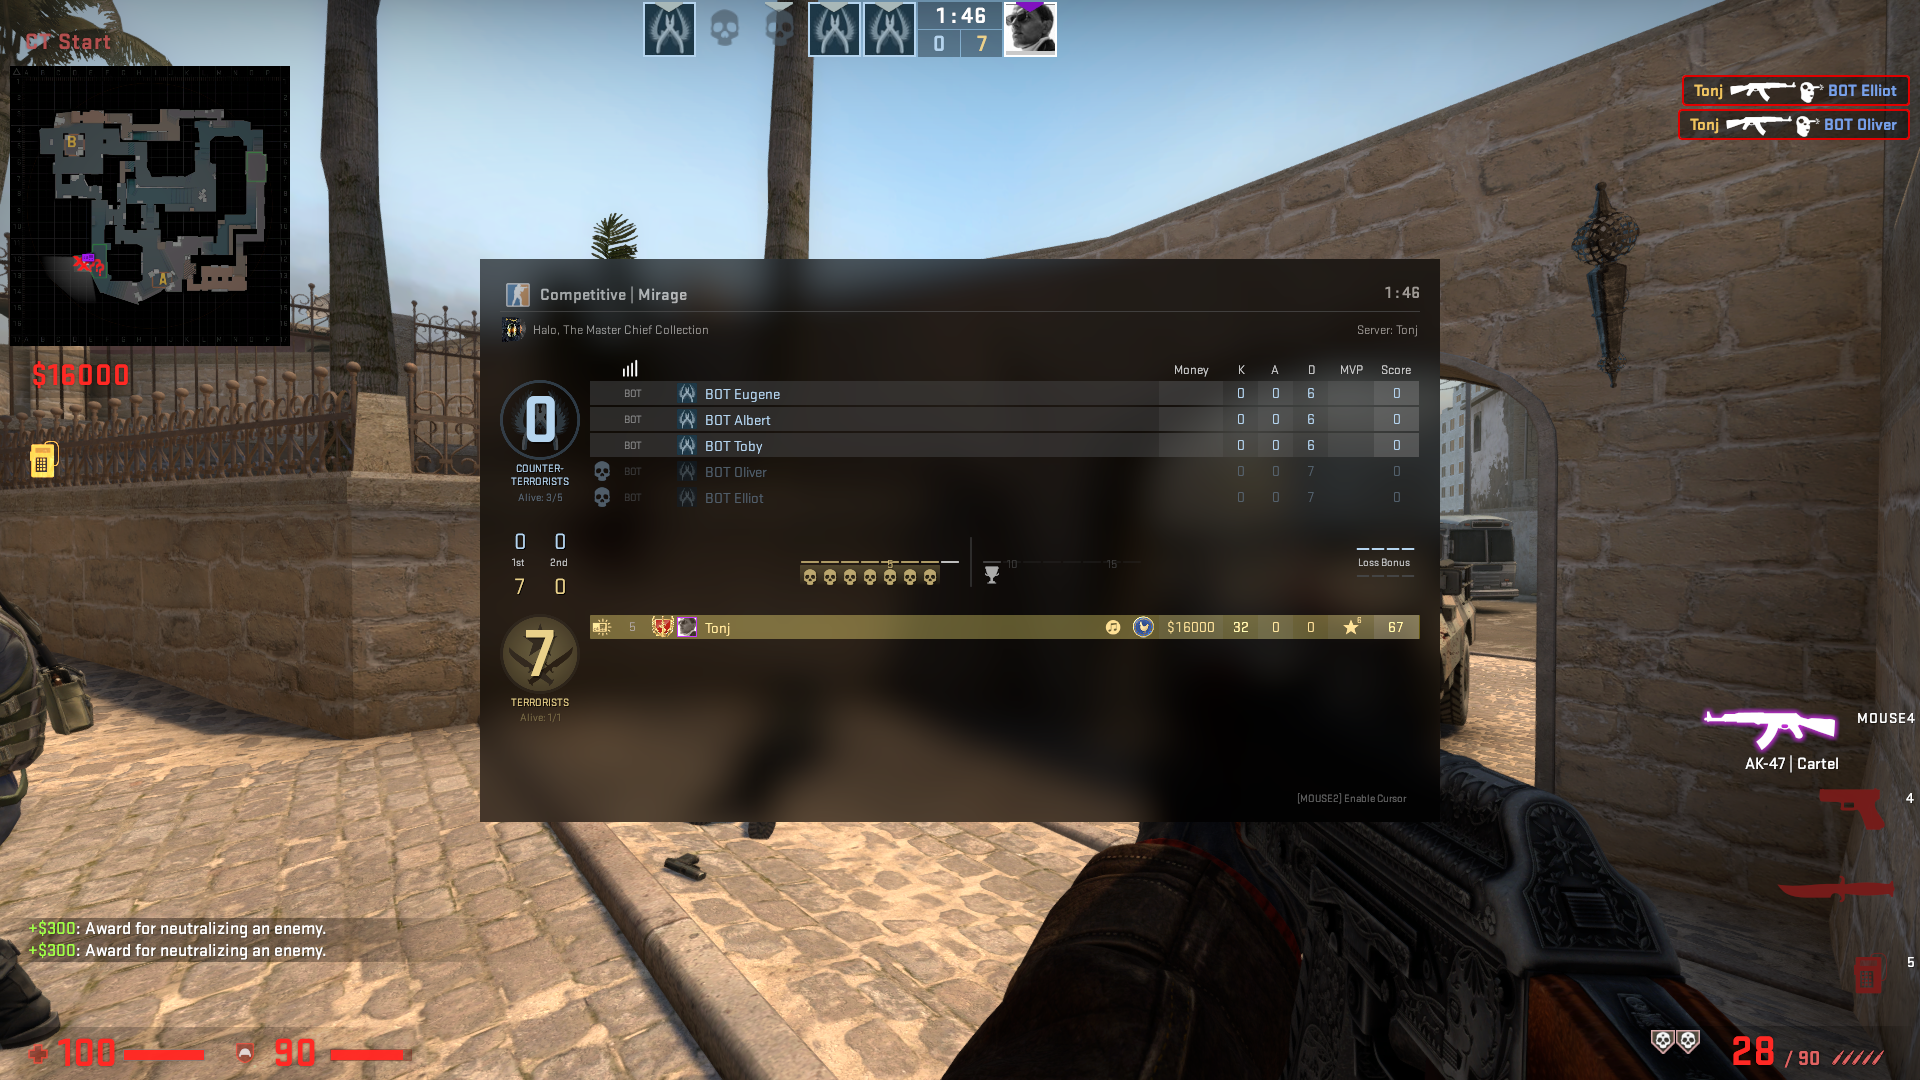 1:46
0 7
CT Start
B
A
$16000
Tonj BOT Elliot
Tonj BOT Oliver
Competitive | Mirage 1:46
Halo, The Master Chief Collection Server: Tonj
Money K A D MVP Score
BOT BOT Eugene 0 0 6 0
BOT BOT Albert 0 0 6 0
BOT BOT Toby 0 0 6 0
BOT BOT Oliver 0 0 7 0
BOT BOT Elliot 0 0 7 0
0
COUNTER-
TERRORISTS
Alive: 3/5
0 0
1st 2nd
7 0
5 10 15
Loss Bonus
7
TERRORISTS
Alive: 1/1
5 Tonj $16000 32 0 0 6 67
[MOUSE2] Enable Cursor
MOUSE4
AK-47 | Cartel
4
5
+$300: Award for neutralizing an enemy.
+$300: Award for neutralizing an enemy.
100 90
28 / 90